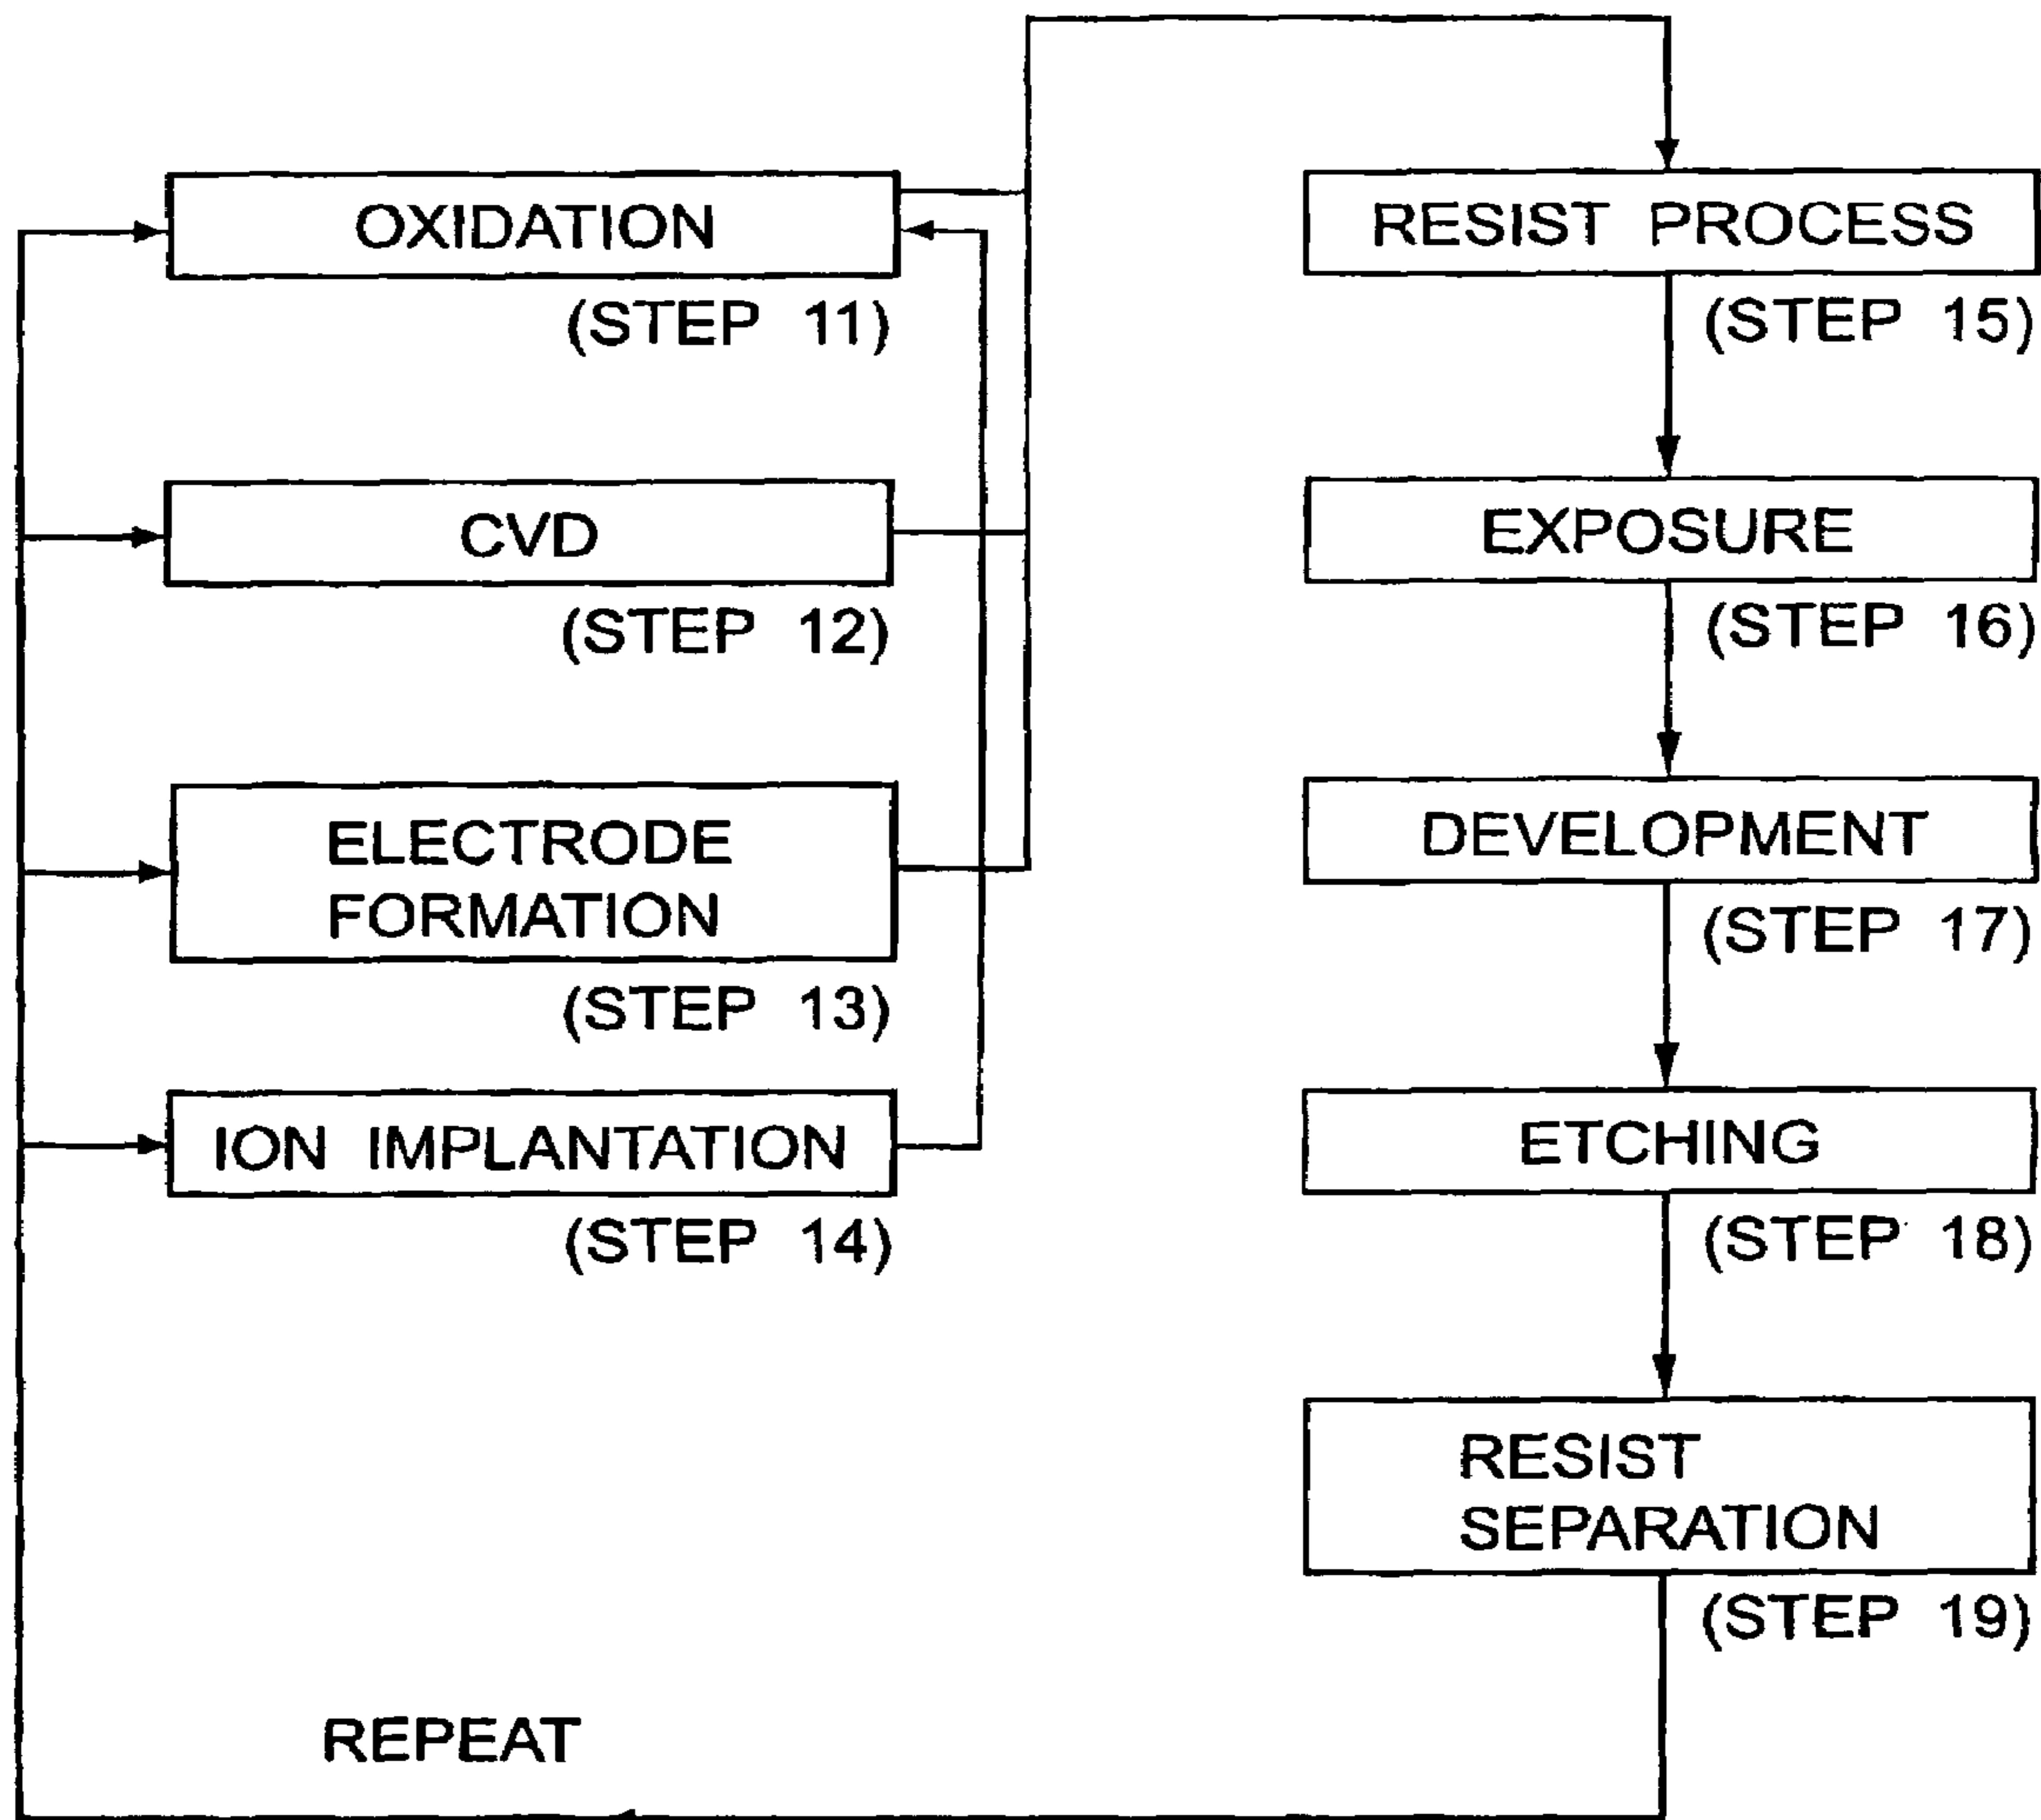 OXIDATION
(STEP 11)
CVD
(STEP 12)
ELECTRODE
FORMATION
(STEP 13)
ION IMPLANTATION
(STEP 14)
RESIST PROCESS
(STEP 15)
EXPOSURE
(STEP 16)
DEVELOPMENT
(STEP 17)
ETCHING
(STEP 18)
RESIST
SEPARATION
(STEP 19)
REPEAT